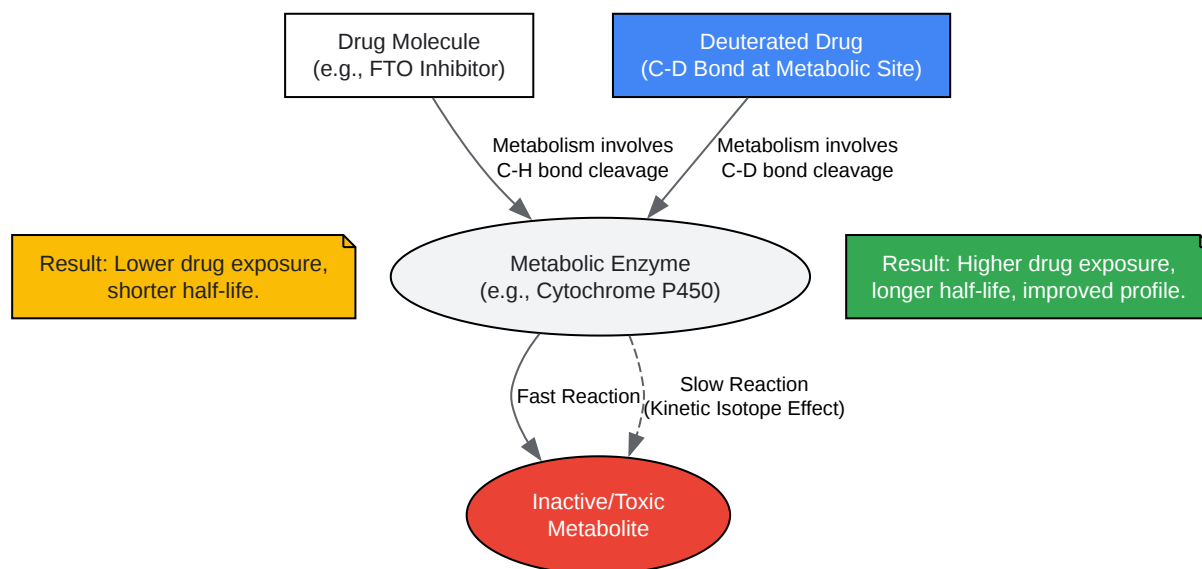 Drug Molecule
(e.g., FTO Inhibitor)
Deuterated Drug
(C-D Bond at Metabolic Site)
Metabolism involves
C-H bond cleavage
Metabolism involves
C-D bond cleavage
Result: Lower drug exposure,
shorter half-life.
Metabolic Enzyme
(e.g., Cytochrome P450)
Result: Higher drug exposure,
longer half-life, improved profile.
Fast Reaction
Slow Reaction
(Kinetic Isotope Effect)
Inactive/Toxic
Metabolite